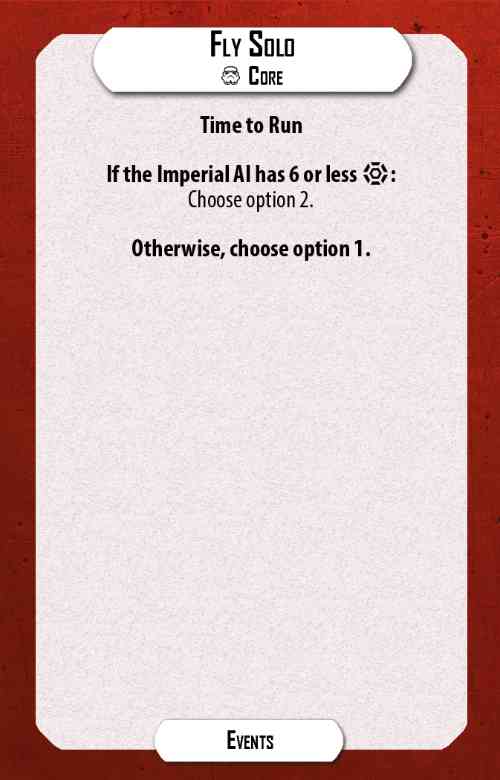 Fly Solo
Core
Time to Run
If the Imperial AI has 6 or less :
Choose option 2.
Otherwise, choose option 1.
Events